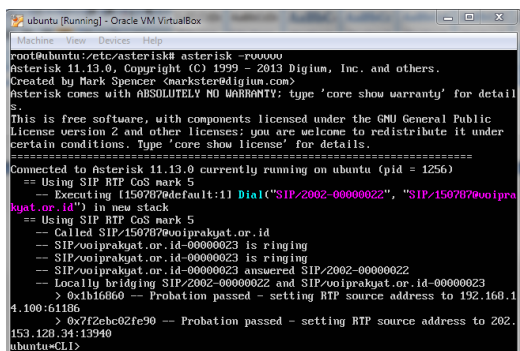 ubuntu [Running] - Oracle VM VirtualBox
Machine View Devices Help
root@ubuntu:/etc/asterisk# asterisk -rvvvvv
Asterisk 11.13.0, Copyright (C) 1999 - 2013 Digium, Inc. and others.
Created by Mark Spencer <markster@digium.com>
Asterisk comes with ABSOLUTELY NO WARRANTY; type 'core show warranty' for detail
s.
This is free software, with components licensed under the GNU General Public
License version 2 and other licenses; you are welcome to redistribute it under
certain conditions. Type 'core show license' for details.
=========================================================================
Connected to Asterisk 11.13.0 currently running on ubuntu (pid = 1256)
== Using SIP RTP CoS mark 5
-- Executing [150787@default:1] Dial("SIP/2002-00000022", "SIP/150787@voipra
kyat.or.id") in new stack
== Using SIP RTP CoS mark 5
-- Called SIP/150787@voiprakyat.or.id
-- SIP/voiprakyat.or.id-00000023 is ringing
-- SIP/voiprakyat.or.id-00000023 is ringing
-- SIP/voiprakyat.or.id-00000023 answered SIP/2002-00000022
-- Locally bridging SIP/2002-00000022 and SIP/voiprakyat.or.id-00000023
> 0x1b16860 -- Probation passed - setting RTP source address to 192.168.1
4.100:61186
> 0x7f2ebc02fe90 -- Probation passed - setting RTP source address to 202.
153.128.34:13940
ubuntu*CLI>